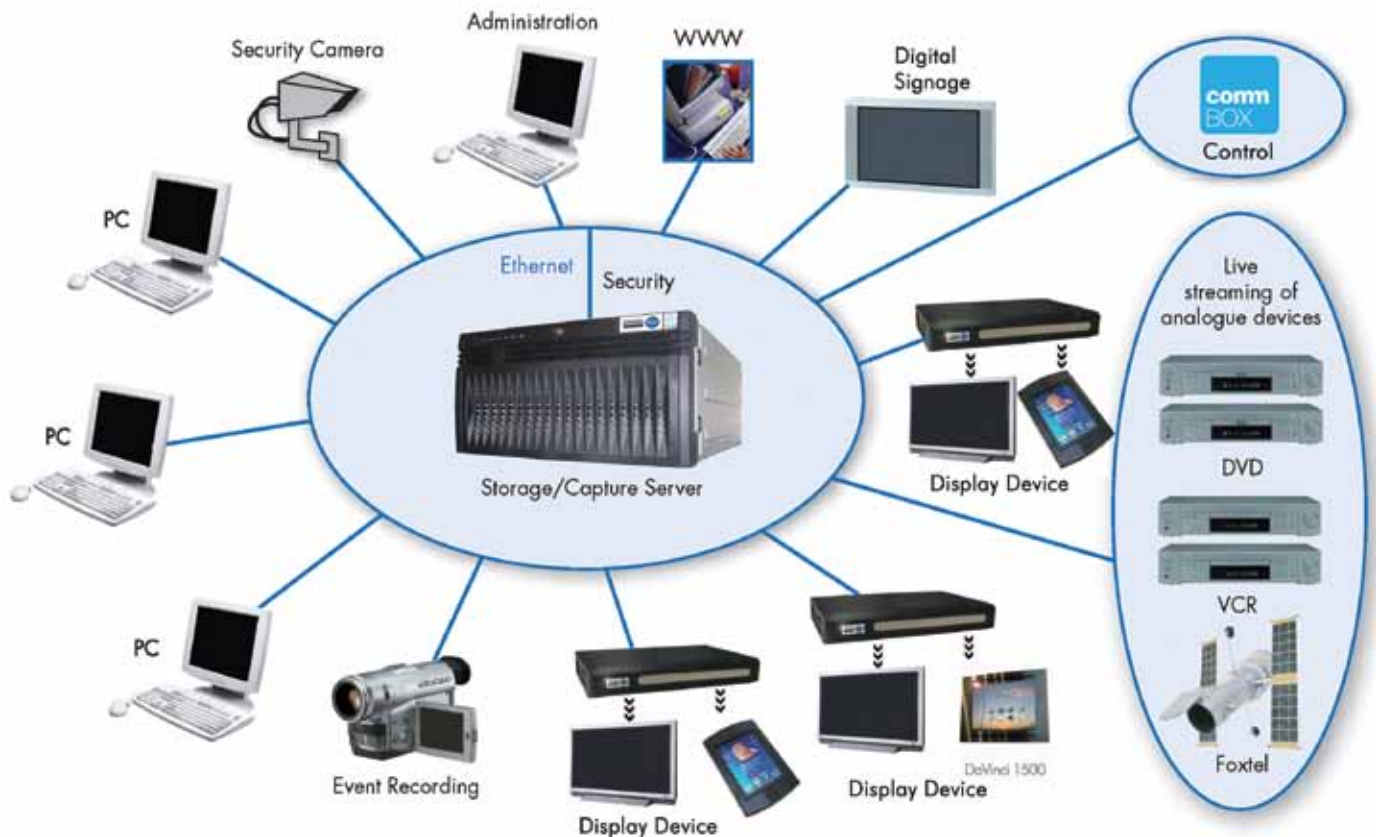 Administration
Security Camera
WWW
Digital
Signage
comm
BOX
Control
PC
Ethernet
Security
Live
streaming of
analogue devices
PC
Storage/Capture Server
Display Device
DVD
VCR
PC
Event Recording
Display Device
DaVinci 1500
Display Device
Foxtel